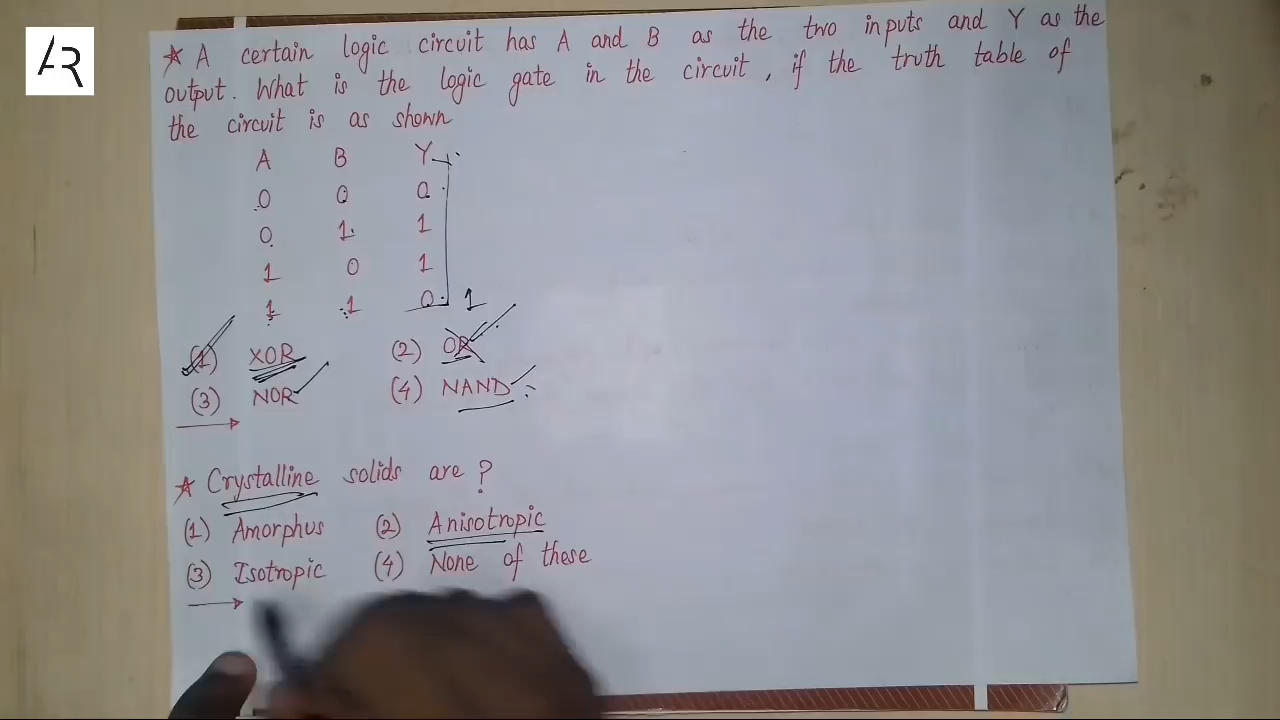 AR
★ A certain logic circuit has A and B as the two inputs and Y as the
output. What is the logic gate in the circuit, if the truth table of
the circuit is as shown
A B Y
0 0 0
0 1 1
1 0 1
1 1 0 1
(1) XOR (2) OR
(3) NOR (4) NAND
★ Crystalline solids are ?
(1) Amorphus (2) Anisotropic
(3) Isotropic (4) None of these